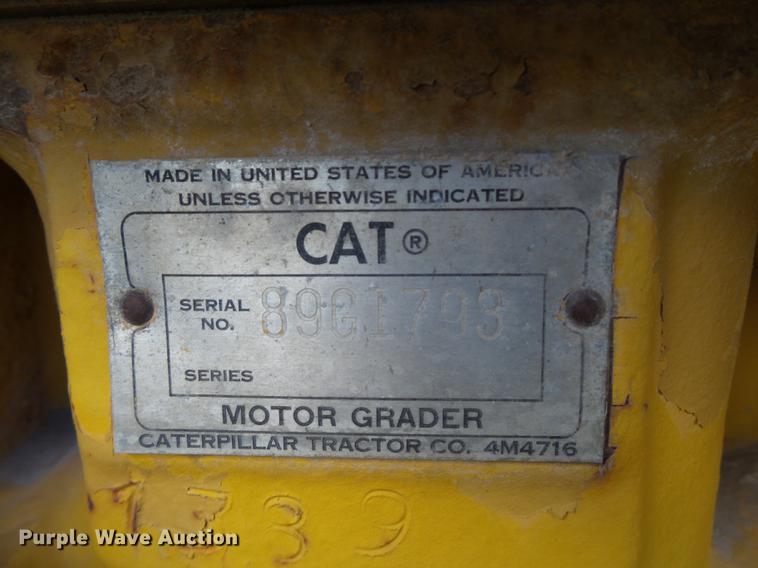 MADE IN UNITED STATES OF AMERICA
UNLESS OTHERWISE INDICATED
CAT®
SERIAL NO. 89G1793
SERIES
MOTOR GRADER
CATERPILLAR TRACTOR CO. 4M4716
Purple Wave Auction